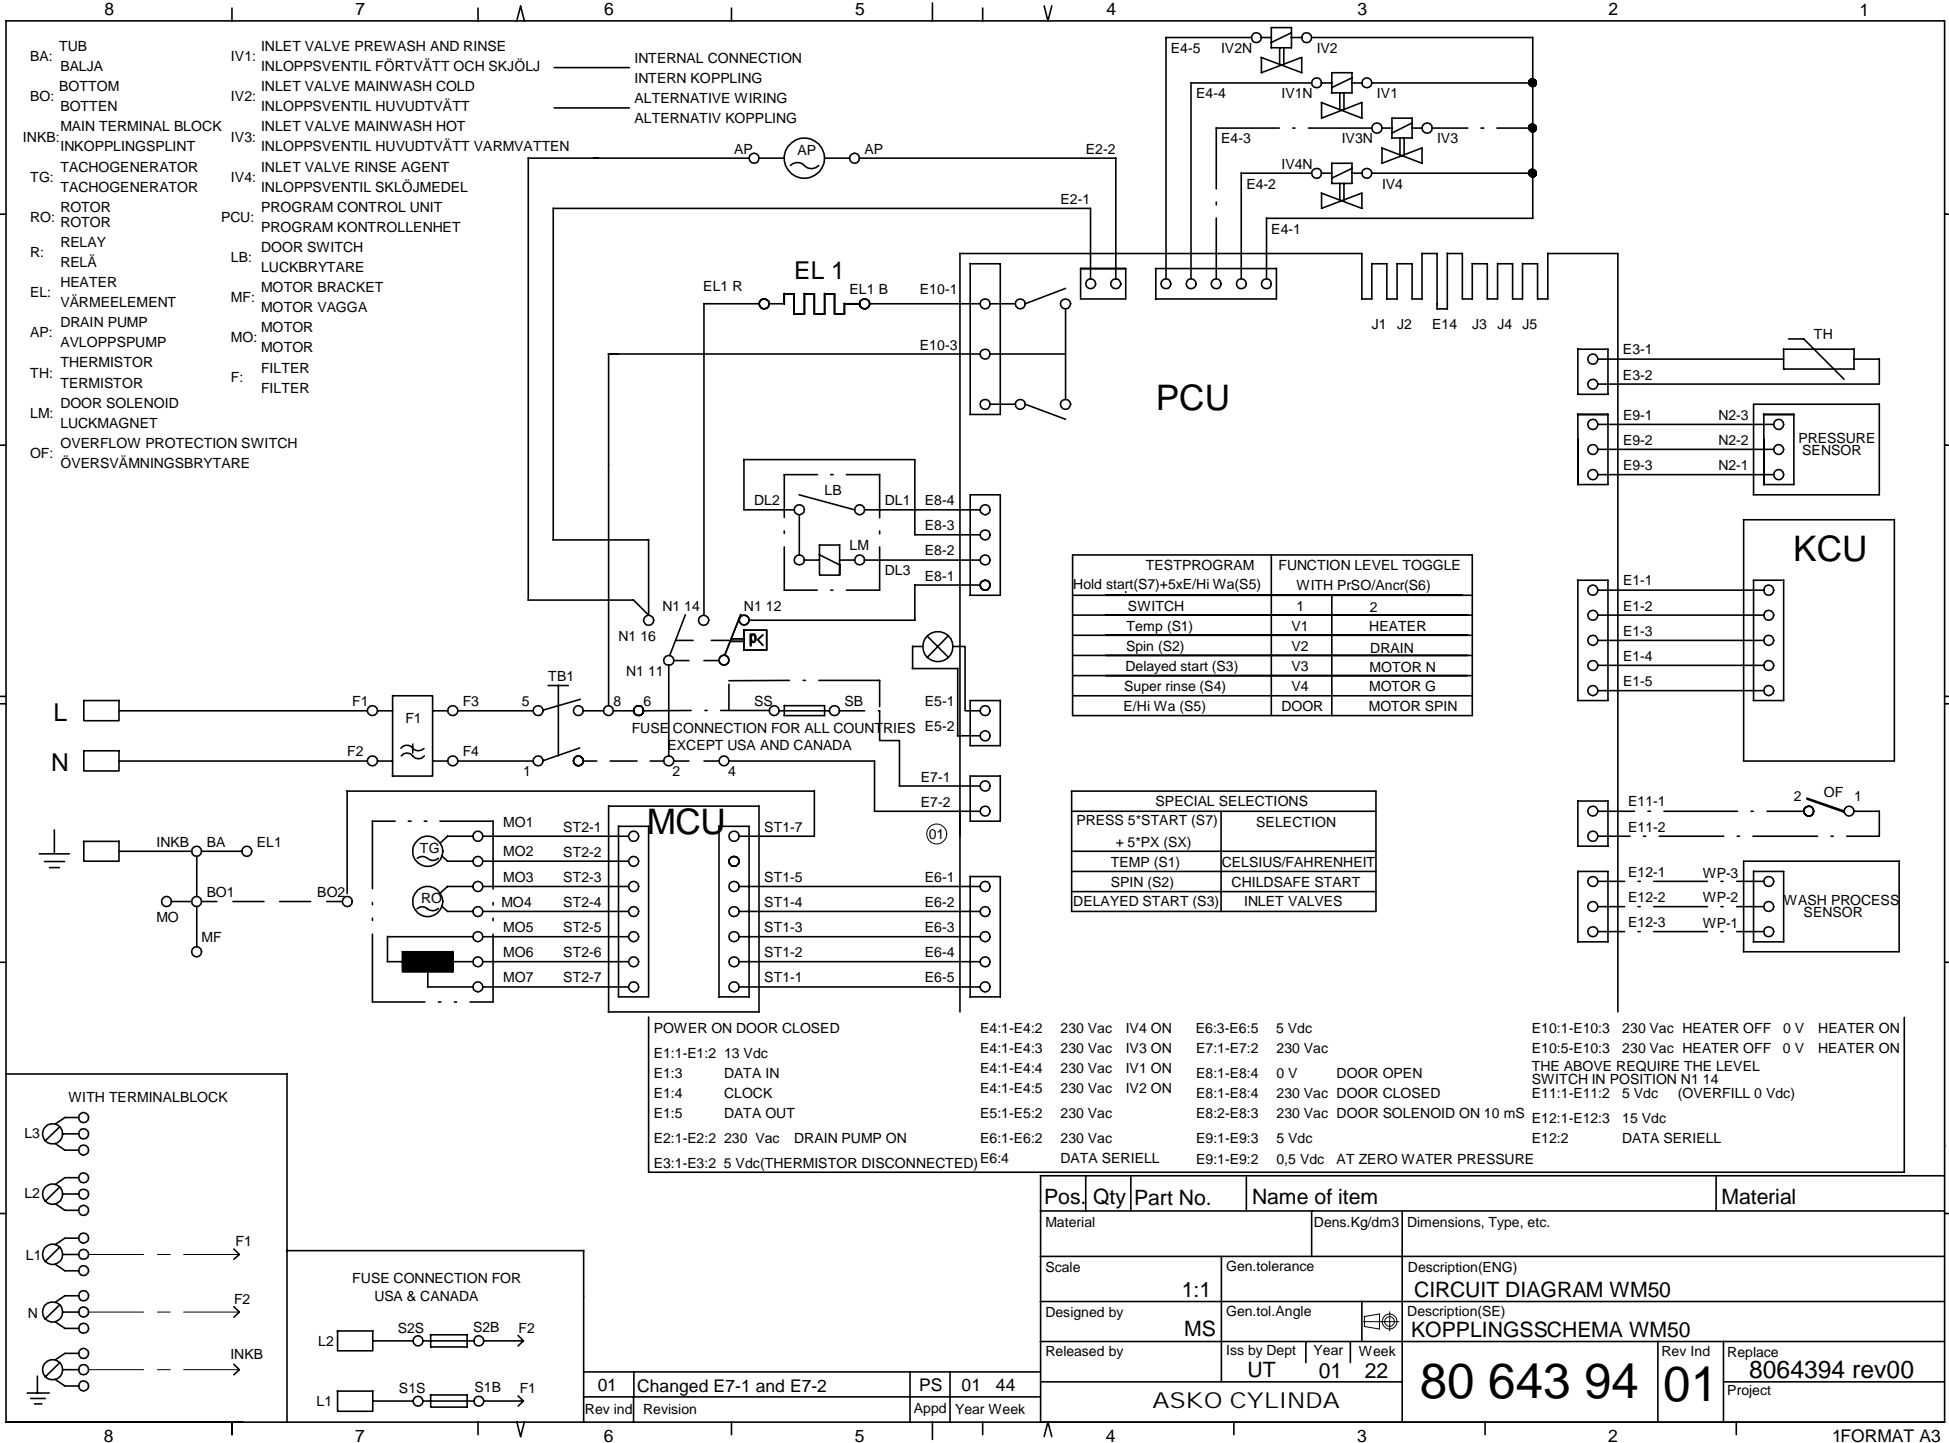 8 7 6 5 4 3 2 1
BA: TUB
BALJA
BO: BOTTOM
BOTTEN
INKB: MAIN TERMINAL BLOCK
INKOPPLINGSPLINT
TG: TACHOGENERATOR
TACHOGENERATOR
RO: ROTOR
ROTOR
R: RELAY
RELÄ
EL: HEATER
VÄRMEELEMENT
AP: DRAIN PUMP
AVLOPPSPUMP
TH: THERMISTOR
TERMISTOR
LM: DOOR SOLENOID
LUCKMAGNET
OF: OVERFLOW PROTECTION SWITCH
ÖVERSVÄMNINGSBRYTARE
IV1: INLET VALVE PREWASH AND RINSE
INLOPPSVENTIL FÖRTVÄTT OCH SKJÖLJ
IV2: INLET VALVE MAINWASH COLD
INLOPPSVENTIL HUVUDTVÄTT
IV3: INLET VALVE MAINWASH HOT
INLOPPSVENTIL HUVUDTVÄTT VARMVATTEN
IV4: INLET VALVE RINSE AGENT
INLOPPSVENTIL SKLÖJMEDEL
PCU: PROGRAM CONTROL UNIT
PROGRAM KONTROLLENHET
LB: DOOR SWITCH
LUCKBRYTARE
MF: MOTOR BRACKET
MOTOR VAGGA
MO: MOTOR
MOTOR
F: FILTER
FILTER
INTERNAL CONNECTION
INTERN KOPPLING
ALTERNATIVE WIRING
ALTERNATIV KOPPLING
AP AP AP E2-2
E2-1
E4-5 IV2N IV2
E4-4 IV1N IV1
E4-3 IV3N IV3
E4-2 IV4N IV4
E4-1
EL 1
EL1 R EL1 B E10-1
E10-3
PCU
J1 J2 E14 J3 J4 J5
TH
E3-1
E3-2
E9-1 N2-3
E9-2 N2-2
E9-3 N2-1
PRESSURE
SENSOR
KCU
E1-1
E1-2
E1-3
E1-4
E1-5
E11-1 2 OF 1
E11-2
E12-1 WP-3
E12-2 WP-2
E12-3 WP-1
WASH PROCESS
SENSOR
DL2 LB DL1 E8-4
E8-3
LM E8-2
DL3
E8-1
N1 14 N1 12
N1 16
N1 11
P
TB1
L F1 F1 F3 5 8 6 SS SB E5-1
FUSE CONNECTION FOR ALL COUNTRIES
EXCEPT USA AND CANADA
E5-2
N F2 F4 1 2 4
E7-1
E7-2
01
INKB BA EL1
MO BO1 BO2
MF
TG
RO
MCU
MO1 ST2-1 ST1-7
MO2 ST2-2
MO3 ST2-3 ST1-5 E6-1
MO4 ST2-4 ST1-4 E6-2
MO5 ST2-5 ST1-3 E6-3
MO6 ST2-6 ST1-2 E6-4
MO7 ST2-7 ST1-1 E6-5
TESTPROGRAM FUNCTION LEVEL TOGGLE
Hold start(S7)+5xE/Hi Wa(S5) WITH PrSO/Ancr(S6)
SWITCH 1 2
Temp (S1) V1 HEATER
Spin (S2) V2 DRAIN
Delayed start (S3) V3 MOTOR N
Super rinse (S4) V4 MOTOR G
E/Hi Wa (S5) DOOR MOTOR SPIN
SPECIAL SELECTIONS
PRESS 5*START (S7) SELECTION
+ 5*PX (SX)
TEMP (S1) CELSIUS/FAHRENHEIT
SPIN (S2) CHILDSAFE START
DELAYED START (S3) INLET VALVES
POWER ON DOOR CLOSED
E1:1-E1:2 13 Vdc
E1:3 DATA IN
E1:4 CLOCK
E1:5 DATA OUT
E2:1-E2:2 230 Vac DRAIN PUMP ON
E3:1-E3:2 5 Vdc(THERMISTOR DISCONNECTED)
E4:1-E4:2 230 Vac IV4 ON
E4:1-E4:3 230 Vac IV3 ON
E4:1-E4:4 230 Vac IV1 ON
E4:1-E4:5 230 Vac IV2 ON
E5:1-E5:2 230 Vac
E6:1-E6:2 230 Vac
E6:4 DATA SERIELL
E6:3-E6:5 5 Vdc
E7:1-E7:2 230 Vac
E8:1-E8:4 0 V DOOR OPEN
E8:1-E8:4 230 Vac DOOR CLOSED
E8:2-E8:3 230 Vac DOOR SOLENOID ON 10 mS
E9:1-E9:3 5 Vdc
E9:1-E9:2 0,5 Vdc AT ZERO WATER PRESSURE
E10:1-E10:3 230 Vac HEATER OFF 0 V HEATER ON
E10:5-E10:3 230 Vac HEATER OFF 0 V HEATER ON
THE ABOVE REQUIRE THE LEVEL
SWITCH IN POSITION N1 14
E11:1-E11:2 5 Vdc (OVERFILL 0 Vdc)
E12:1-E12:3 15 Vdc
E12:2 DATA SERIELL
WITH TERMINALBLOCK
L3
L2
L1 F1
N F2
INKB
FUSE CONNECTION FOR
USA & CANADA
L2 S2S S2B F2
L1 S1S S1B F1
01 Changed E7-1 and E7-2 PS 01 44
Rev ind Revision Appd Year Week
Pos. Qty Part No. Name of item Material
Material Dens.Kg/dm3 Dimensions, Type, etc.
Scale Gen.tolerance Description(ENG)
1:1 CIRCUIT DIAGRAM WM50
Designed by Gen.tol.Angle Description(SE)
MS KOPPLINGSSCHEMA WM50
Released by Iss by Dept Year Week Rev Ind Replace
UT 01 22 80 643 94 01 8064394 rev00
Project
ASKO CYLINDA
8 7 6 5 4 3 2 1FORMAT A3